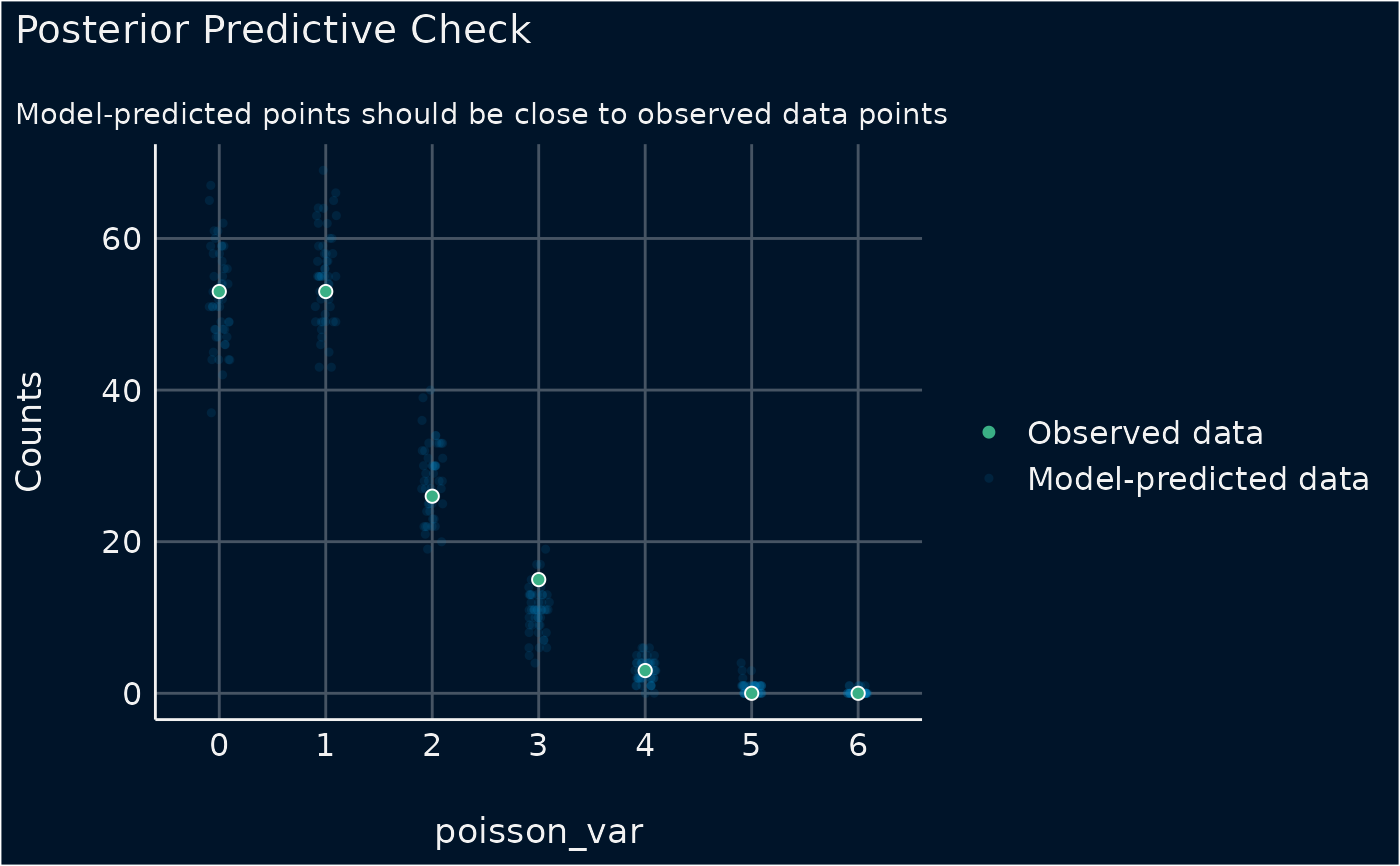 Posterior Predictive Check
Model-predicted points should be close to observed data points
60
40
20
0
Counts
0 1 2 3 4 5 6
poisson_var
Observed data
Model-predicted data